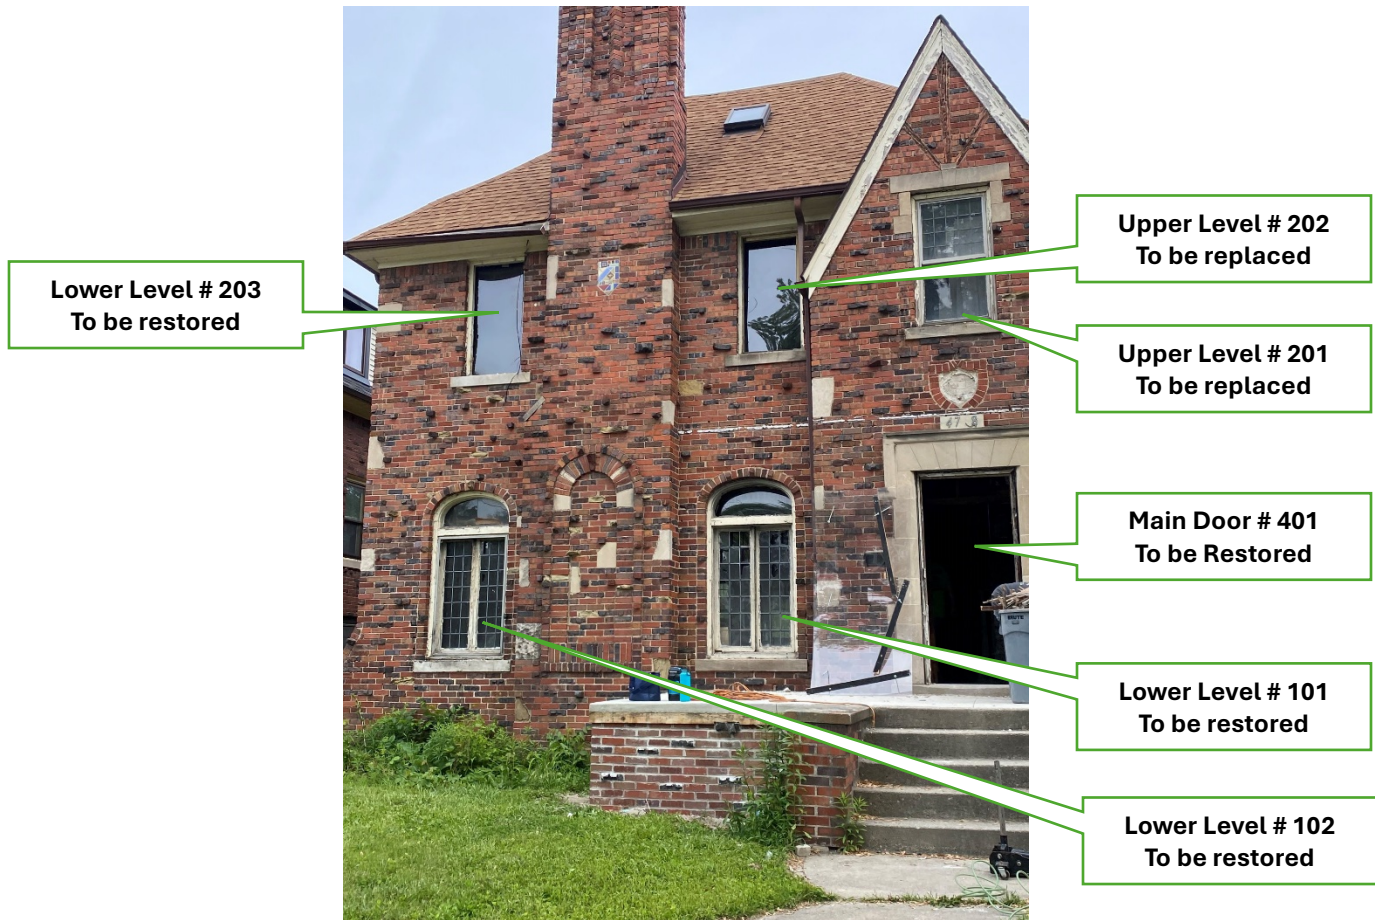 Upper Level # 202
To be replaced
Lower Level # 203
To be restored
Upper Level # 201
To be replaced
Main Door # 401
To be Restored
Lower Level # 101
To be restored
Lower Level # 102
To be restored
BRUTE